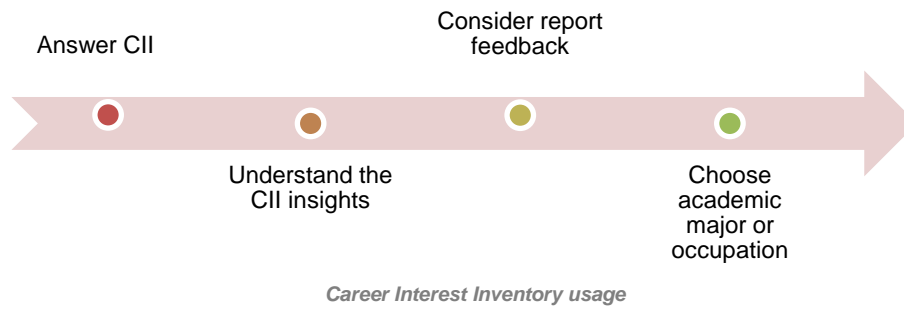 Answer CII
Understand the
CII insights
Consider report
feedback
Choose
academic
major or
occupation
Career Interest Inventory usage